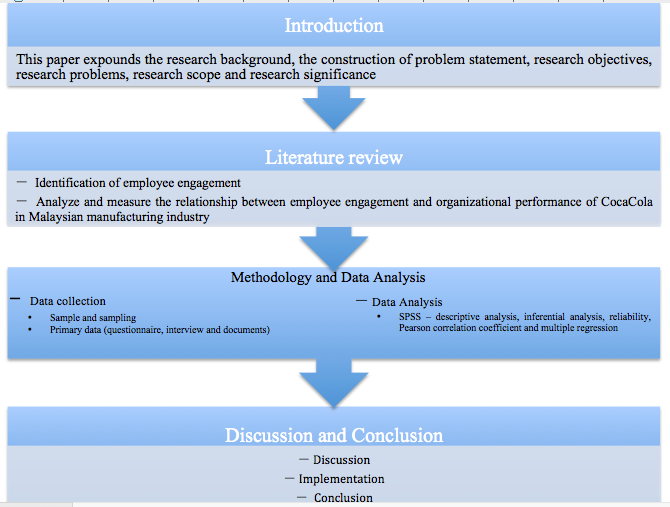 Introduction
This paper expounds the research background, the construction of problem statement, research objectives,
research problems, research scope and research significance
Literature review
— Identification of employee engagement
— Analyze and measure the relationship between employee engagement and organizational performance of CocaCola
in Malaysian manufacturing industry
Methodology and Data Analysis
— Data collection
• Sample and sampling
• Primary data (questionnaire, interview and documents)
— Data Analysis
• SPSS – descriptive analysis, inferential analysis, reliability,
Pearson correlation coefficient and multiple regression
Discussion and Conclusion
— Discussion
— Implementation
— Conclusion